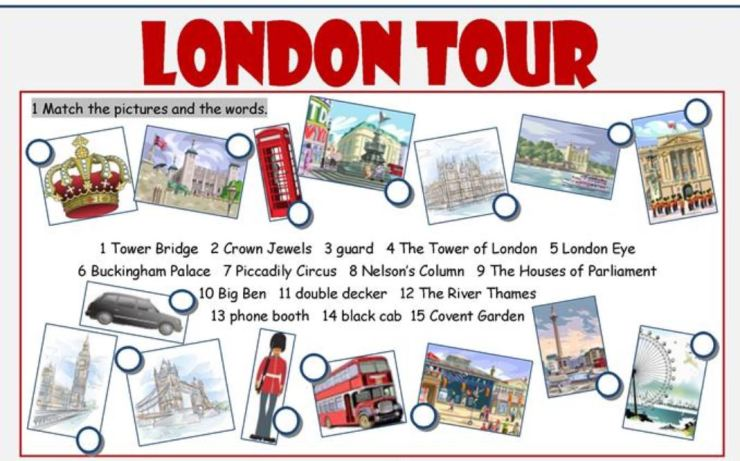 LONDON TOUR
1 Match the pictures and the words.
1 Tower Bridge 2 Crown Jewels 3 guard 4 The Tower of London 5 London Eye
6 Buckingham Palace 7 Piccadilly Circus 8 Nelson's Column 9 The Houses of Parliament
10 Big Ben 11 double decker 12 The River Thames
13 phone booth 14 black cab 15 Covent Garden